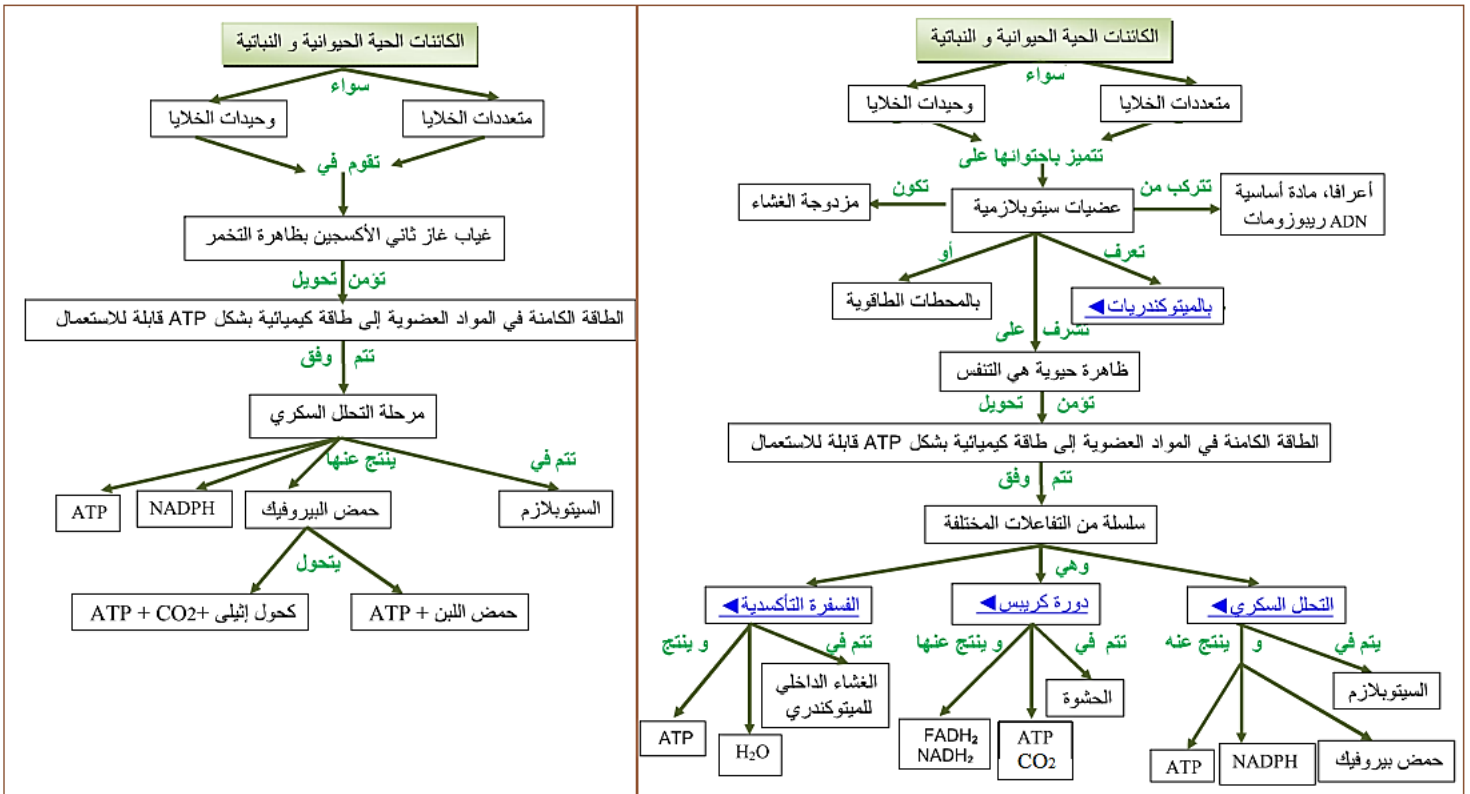 الكائنات الحية الحيوانية و النباتية
سواء
متعددات الخلايا
وحيدات الخلايا
تتميز باحتوائها على
عضيات سيتوبلازمية
تتركب من
أعرافا، مادة أساسية
ADN ريبوزومات
تكون
مزدوجة الغشاء
تعرف
أو
بالميتوكندريات◄
بالمحطات الطاقوية
تشرف على
ظاهرة حيوية هي التنفس
تؤمن تحويل
الطاقة الكامنة في المواد العضوية إلى طاقة كيميائية بشكل ATP قابلة للاستعمال
تتم وفق
سلسلة من التفاعلات المختلفة
وهي
التحلل السكري◄
دورة كريبس◄
الفسفرة التأكسدية◄
يتم في
و ينتج عنه
السيتوبلازم
حمض بيروفيك
NADPH
ATP
تتم في
و ينتج عنها
الحشوة
ATP
CO2
FADH₂
NADH₂
تتم في
و ينتج
الغشاء الداخلي
للميتوكندري
H₂O
ATP
الكائنات الحية الحيوانية و النباتية
سواء
متعددات الخلايا
وحيدات الخلايا
تقوم في
غياب غاز ثاني الأكسجين بظاهرة التخمر
تؤمن تحويل
الطاقة الكامنة في المواد العضوية إلى طاقة كيميائية بشكل ATP قابلة للاستعمال
تتم وفق
مرحلة التحلل السكري
تتم في
ينتج عنها
السيتوبلازم
حمض البيروفيك
NADPH
ATP
يتحول
حمض اللبن + ATP
كحول إثيلى +ATP + CO2